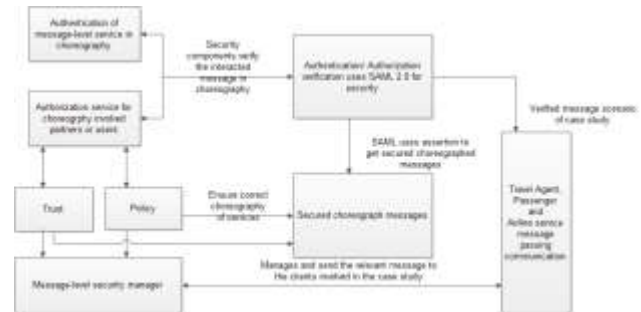 Authentication of
message-level service in
choreography
Security
components verify
the interacted
message in
choreography
Authentication/ Authorization
verification uses SAML 2.0 for
security
Verified message scenario
of case study
Authorization service for
choreogrphy involved
partners or users
SAML uses assertion to
get secured choreographed
messages
Trust
Policy
Ensure correct
choreography
of services
Secured choreograph messages
Travel Agent,
Passenger
and
Airline service
message
passing
communication
Manages and send the relevant message to
the clients involved in the case study
Message-level security manager